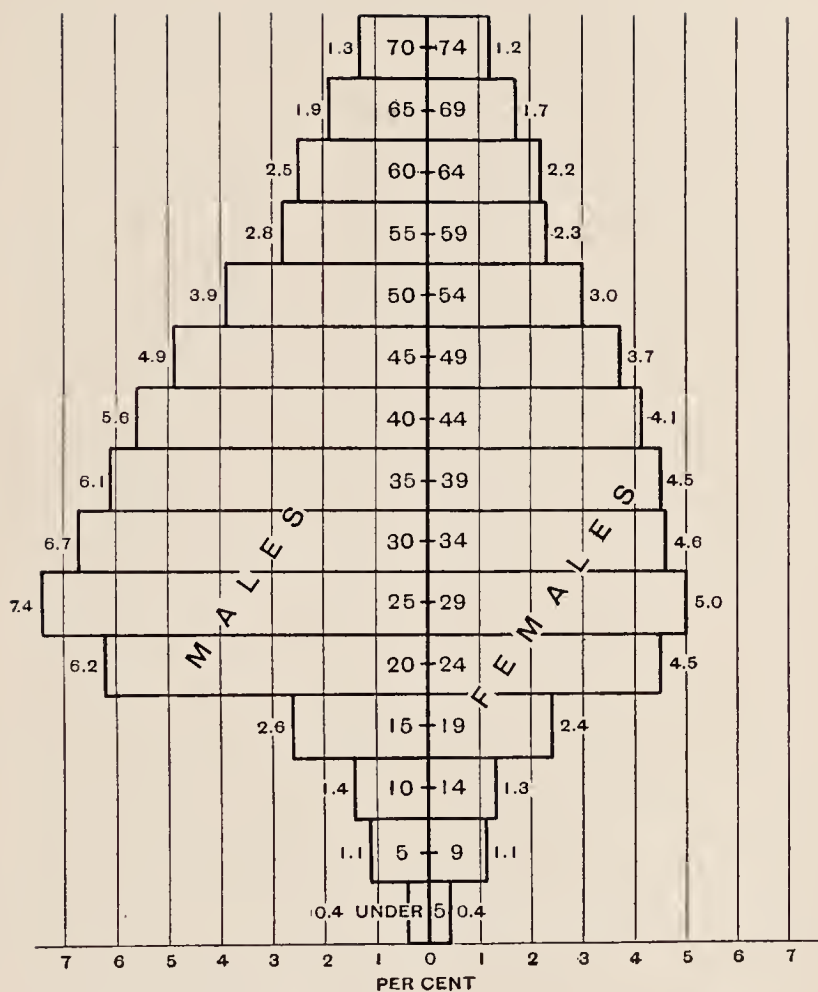 1.3 70 74 1.2
1.9 65 69 1.7
2.5 60 64 2.2
2.8 55 59 2.3
3.9 50 54 3.0
4.9 45 49 3.7
5.6 40 44 4.1
6.1 35 39 4.5
6.7 30 34 4.6
7.4 25 29 5.0
6.2 20 24 4.5
2.6 15 19 2.4
1.4 10 14 1.3
1.1 5 9 1.1
0.4 UNDER 5 0.4
MALES
FEMALES
7 6 5 4 3 2 1 0 1 2 3 4 5 6 7
PER CENT